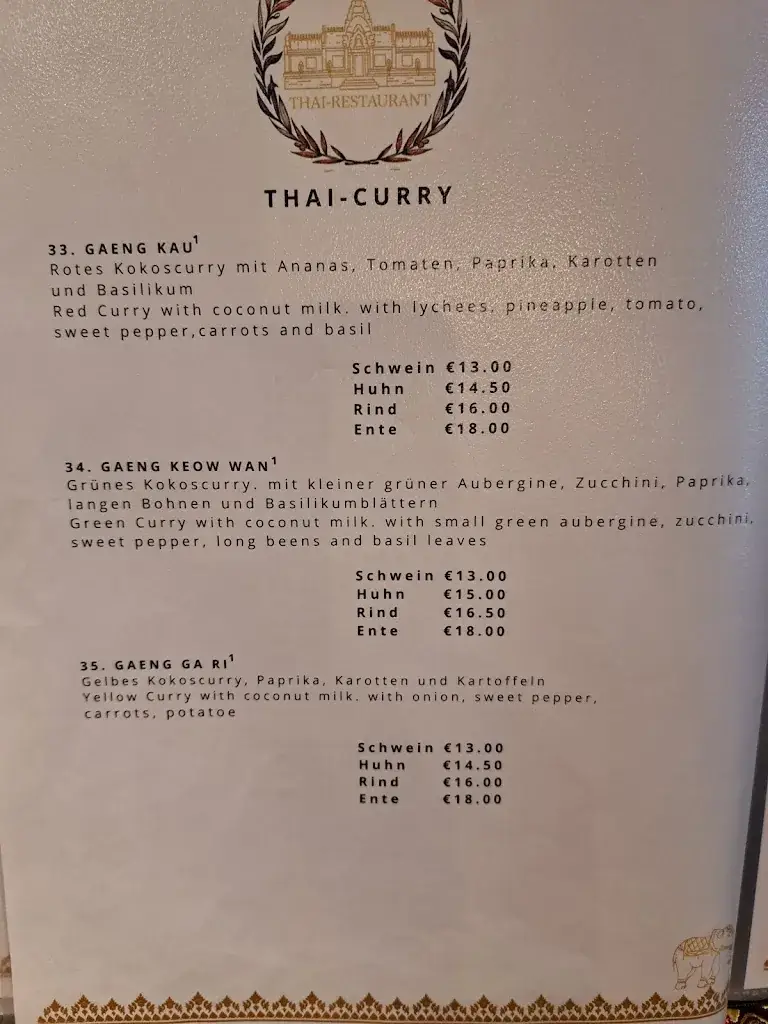 THAI-RESTAURANT
THAI-CURRY
33. GAENG KAU¹
Rotes Kokoscurry mit Ananas, Tomaten, Paprika, Karotten
und Basilikum
Red Curry with coconut milk. with lychees, pineapple, tomato,
sweet pepper,carrots and basil
Schwein €13.00
Huhn €14.50
Rind €16.00
Ente €18.00
34. GAENG KEOW WAN¹
Grünes Kokoscurry. mit kleiner grüner Aubergine, Zucchini, Paprika,
langen Bohnen und Basilikumblättern
Green Curry with coconut milk. with small green aubergine, zucchini,
sweet pepper, long beens and basil leaves
Schwein €13.00
Huhn €15.00
Rind €16.50
Ente €18.00
35. GAENG GA RI¹
Gelbes Kokoscurry, Paprika, Karotten und Kartoffeln
Yellow Curry with coconut milk. with onion, sweet pepper,
carrots, potatoe
Schwein €13.00
Huhn €14.50
Rind €16.00
Ente €18.00